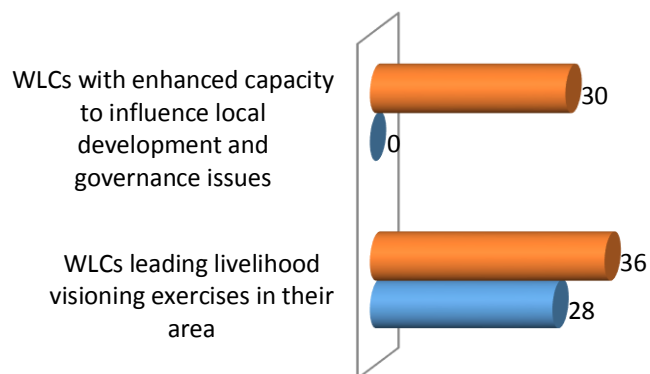 WLCs with enhanced capacity
to influence local
development and
governance issues
30
0
WLCs leading livelihood
visioning exercises in their
area
36
28